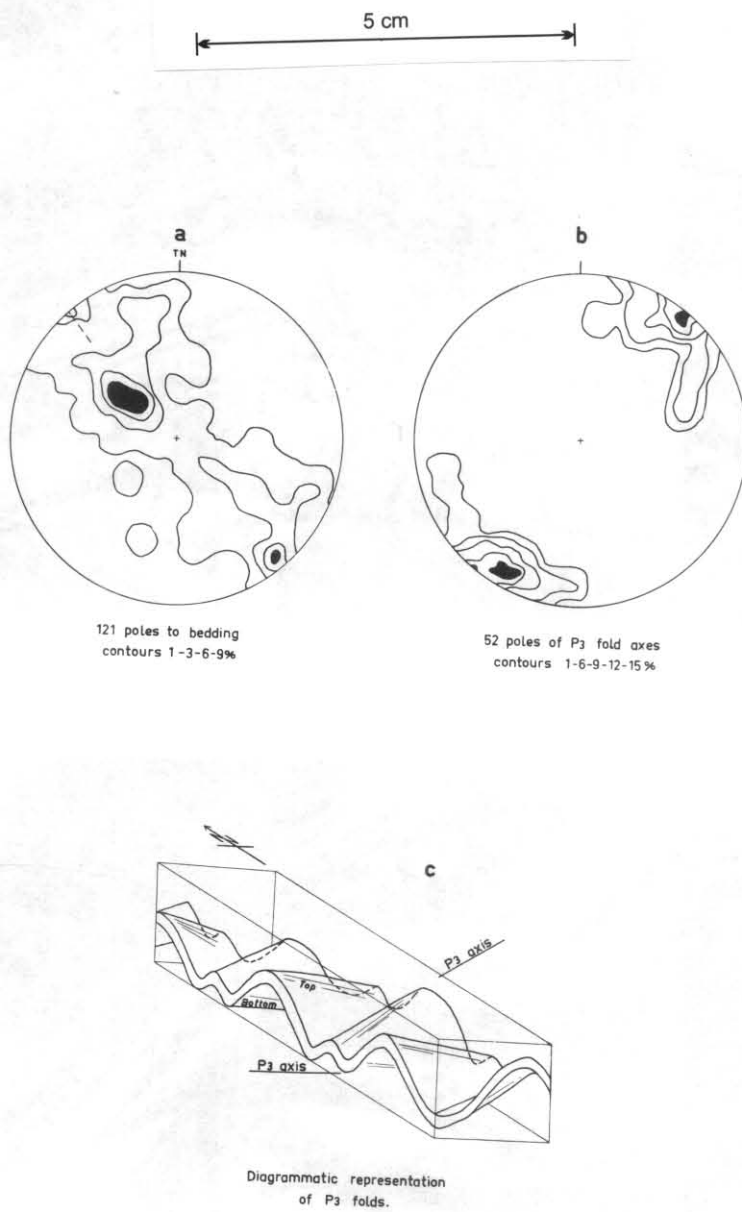 5 cm
a
TN
b
121 poles to bedding
contours 1-3-6-9%
52 poles of P3 fold axes
contours 1-6-9-12-15%
c
P3 axis
Top
Bottom
P3 axis
Diagrammatic representation
of P3 folds.